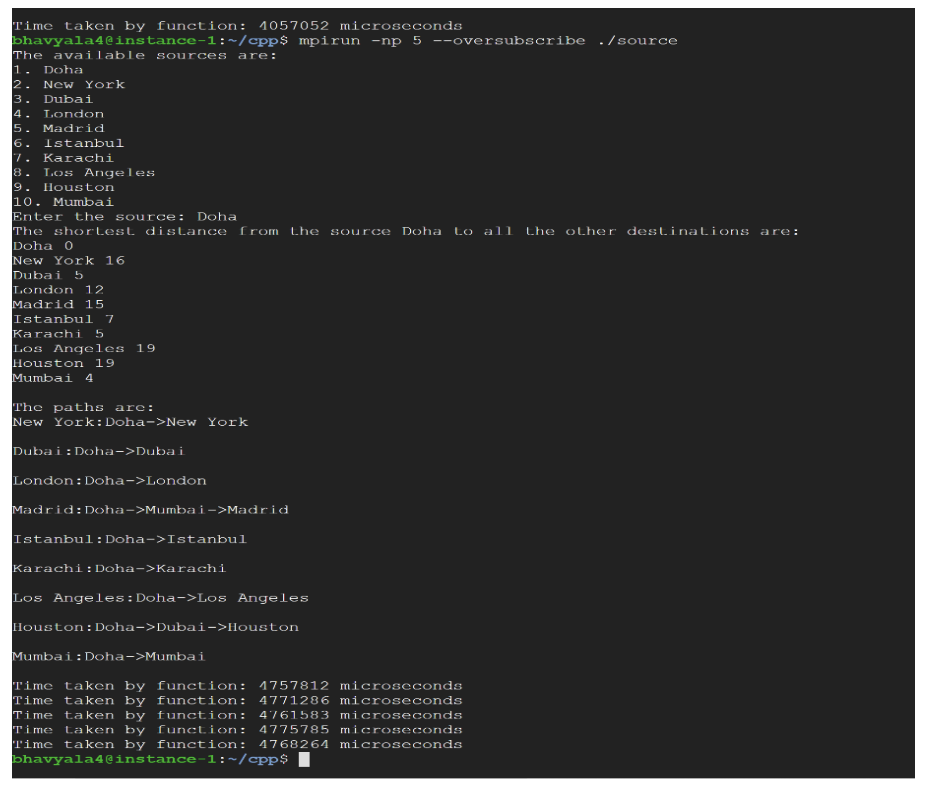 Time taken by function: 4057052 microseconds
bhavyala4@instance-1:~/cpp$ mpirun -np 5 --oversubscribe ./source
The available sources are:
1. Doha
2. New York
3. Dubai
4. London
5. Madrid
6. Istanbul
7. Karachi
8. Los Angeles
9. Houston
10. Mumbai
Enter the source: Doha
The shortest distance from the source Doha to all the other destinations are:
Doha 0
New York 16
Dubai 5
London 12
Madrid 15
Istanbul 7
Karachi 5
Los Angeles 19
Houston 19
Mumbai 4
The paths are:
New York:Doha->New York
Dubai:Doha->Dubai
London:Doha->London
Madrid:Doha->Mumbai->Madrid
Istanbul:Doha->Istanbul
Karachi:Doha->Karachi
Los Angeles:Doha->Los Angeles
Houston:Doha->Dubai->Houston
Mumbai:Doha->Mumbai
Time taken by function: 4757812 microseconds
Time taken by function: 4771286 microseconds
Time taken by function: 4761583 microseconds
Time taken by function: 4775785 microseconds
Time taken by function: 4768264 microseconds
bhavyala4@instance-1:~/cpp$